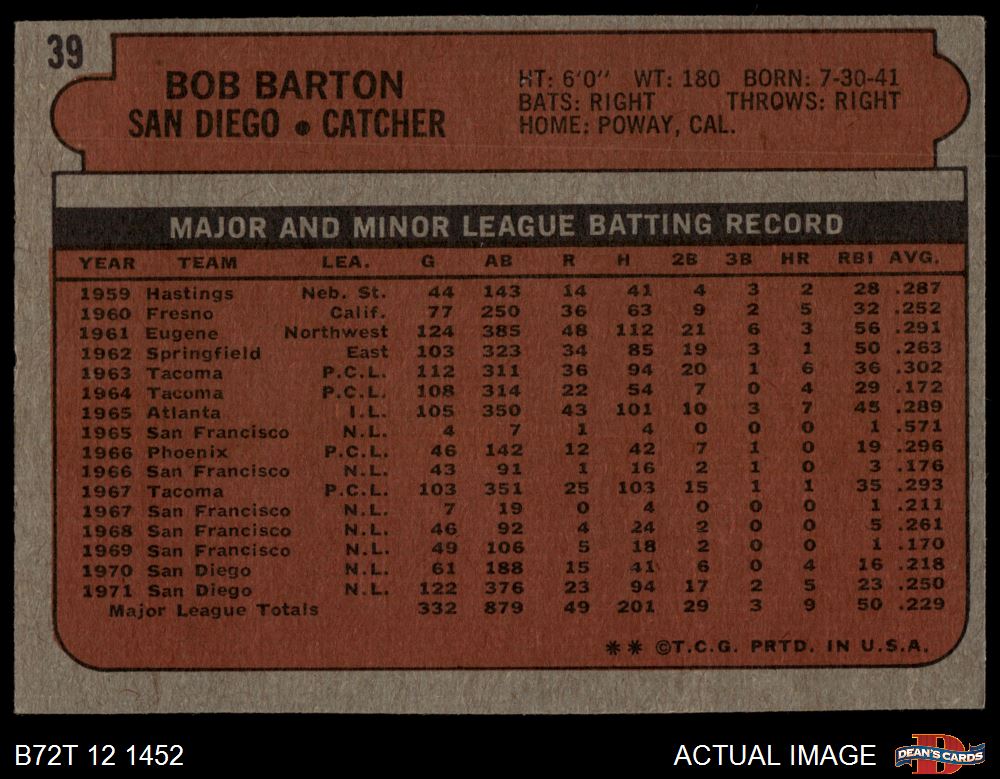 39
BOB BARTON
SAN DIEGO • CATCHER
HT: 6'0" WT: 180 BORN: 7-30-41
BATS: RIGHT THROWS: RIGHT
HOME: POWAY, CAL.
MAJOR AND MINOR LEAGUE BATTING RECORD
YEAR TEAM LEA. G AB R H 2B 3B HR RBI AVG.
1959 Hastings Neb. St. 44 143 14 41 4 3 2 28 .287
1960 Fresno Calif. 77 250 36 63 9 2 5 32 .252
1961 Eugene Northwest 124 385 48 112 21 6 3 56 .291
1962 Springfield East 103 323 34 85 19 3 1 50 .263
1963 Tacoma P.C.L. 112 311 36 94 20 1 6 36 .302
1964 Tacoma P.C.L. 108 314 22 54 7 0 4 29 .172
1965 Atlanta I.L. 105 350 43 101 10 3 7 45 .289
1965 San Francisco N.L. 4 7 1 4 0 0 0 1 .571
1966 Phoenix P.C.L. 46 142 12 42 7 1 0 19 .296
1966 San Francisco N.L. 43 91 1 16 2 1 0 3 .176
1967 Tacoma P.C.L. 103 351 25 103 15 1 1 35 .293
1967 San Francisco N.L. 7 19 0 4 0 0 0 1 .211
1968 San Francisco N.L. 46 92 4 24 2 0 0 5 .261
1969 San Francisco N.L. 49 106 5 18 2 0 0 1 .170
1970 San Diego N.L. 61 188 15 41 6 0 4 16 .218
1971 San Diego N.L. 122 376 23 94 17 2 5 23 .250
Major League Totals 332 879 49 201 29 3 9 50 .229
** ©T.C.G. PRTD. IN U.S.A.
B72T 12 1452
ACTUAL IMAGE
D
DEAN'S CARDS